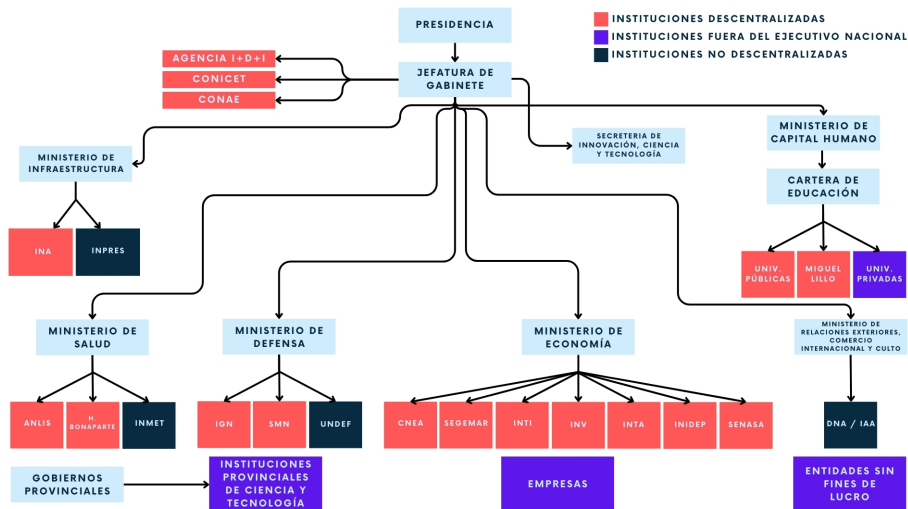 PRESIDENCIA
INSTITUCIONES DESCENTRALIZADAS
INSTITUCIONES FUERA DEL EJECUTIVO NACIONAL
INSTITUCIONES NO DESCENTRALIZADAS
AGENCIA I+D+I
CONICET
CONAE
JEFATURA DE
GABINETE
SECRETERIA DE
INNOVACIÓN, CIENCIA
Y TECNOLOGÍA
MINISTERIO DE
CAPITAL HUMANO
MINISTERIO DE
INFRAESTRUCTURA
CARTERA DE
EDUCACIÓN
INA
INPRES
UNIV.
PÚBLICAS
MIGUEL
LILLO
UNIV.
PRIVADAS
MINISTERIO DE
SALUD
MINISTERIO DE
DEFENSA
MINISTERIO DE
ECONOMÍA
MINISTERIO DE
RELACIONES EXTERIORES,
COMERCIO
INTERNACIONAL Y CULTO
ANLIS
H.
BONAPARTE
INMET
IGN
SMN
UNDEF
CNEA
SEGEMAR
INTI
INV
INTA
INIDEP
SENASA
DNA / IAA
GOBIERNOS
PROVINCIALES
INSTITUCIONES
PROVINCIALES
DE CIENCIA Y
TECNOLOGÍA
EMPRESAS
ENTIDADES SIN
FINES DE
LUCRO